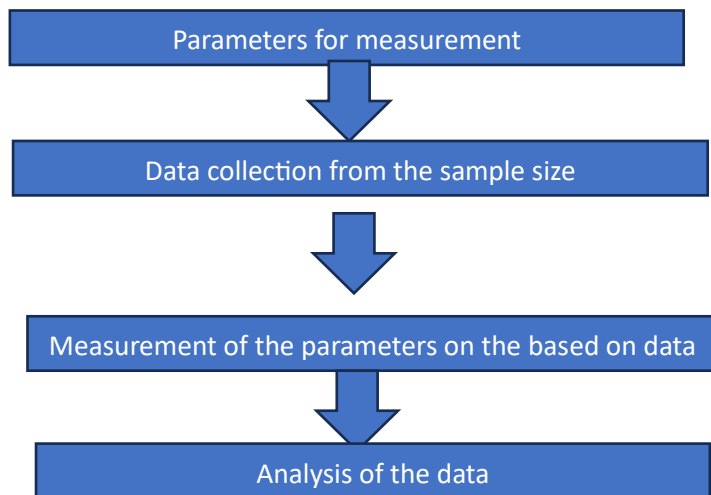 Parameters for measurement
Data collection from the sample size
Measurement of the parameters on the based on data
Analysis of the data